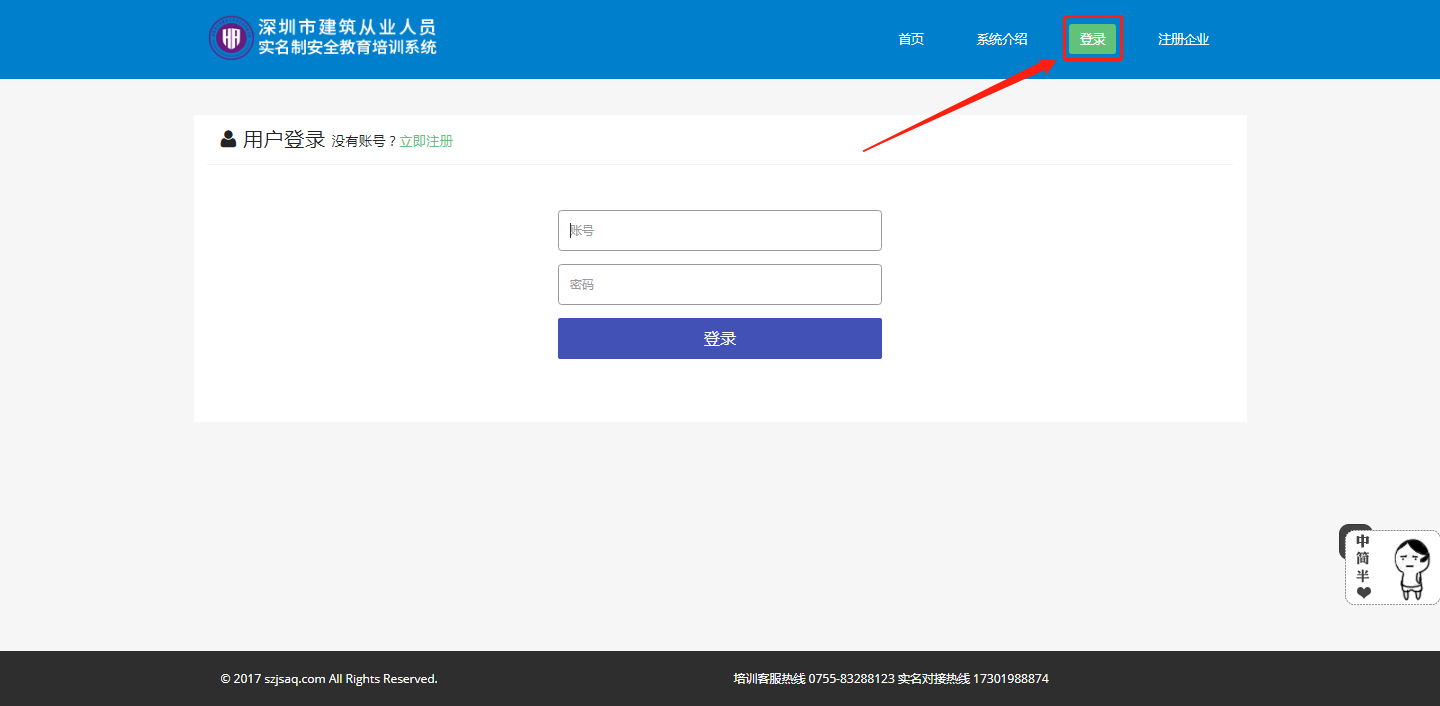 深圳市建筑从业人员
实名制安全教育培训系统
首页
系统介绍
登录
注册企业
用户登录 没有账号？立即注册
账号
密码
登录
中
简
半
© 2017 szjsaq.com All Rights Reserved.
培训客服热线 0755-83288123 实名对接热线 17301988874